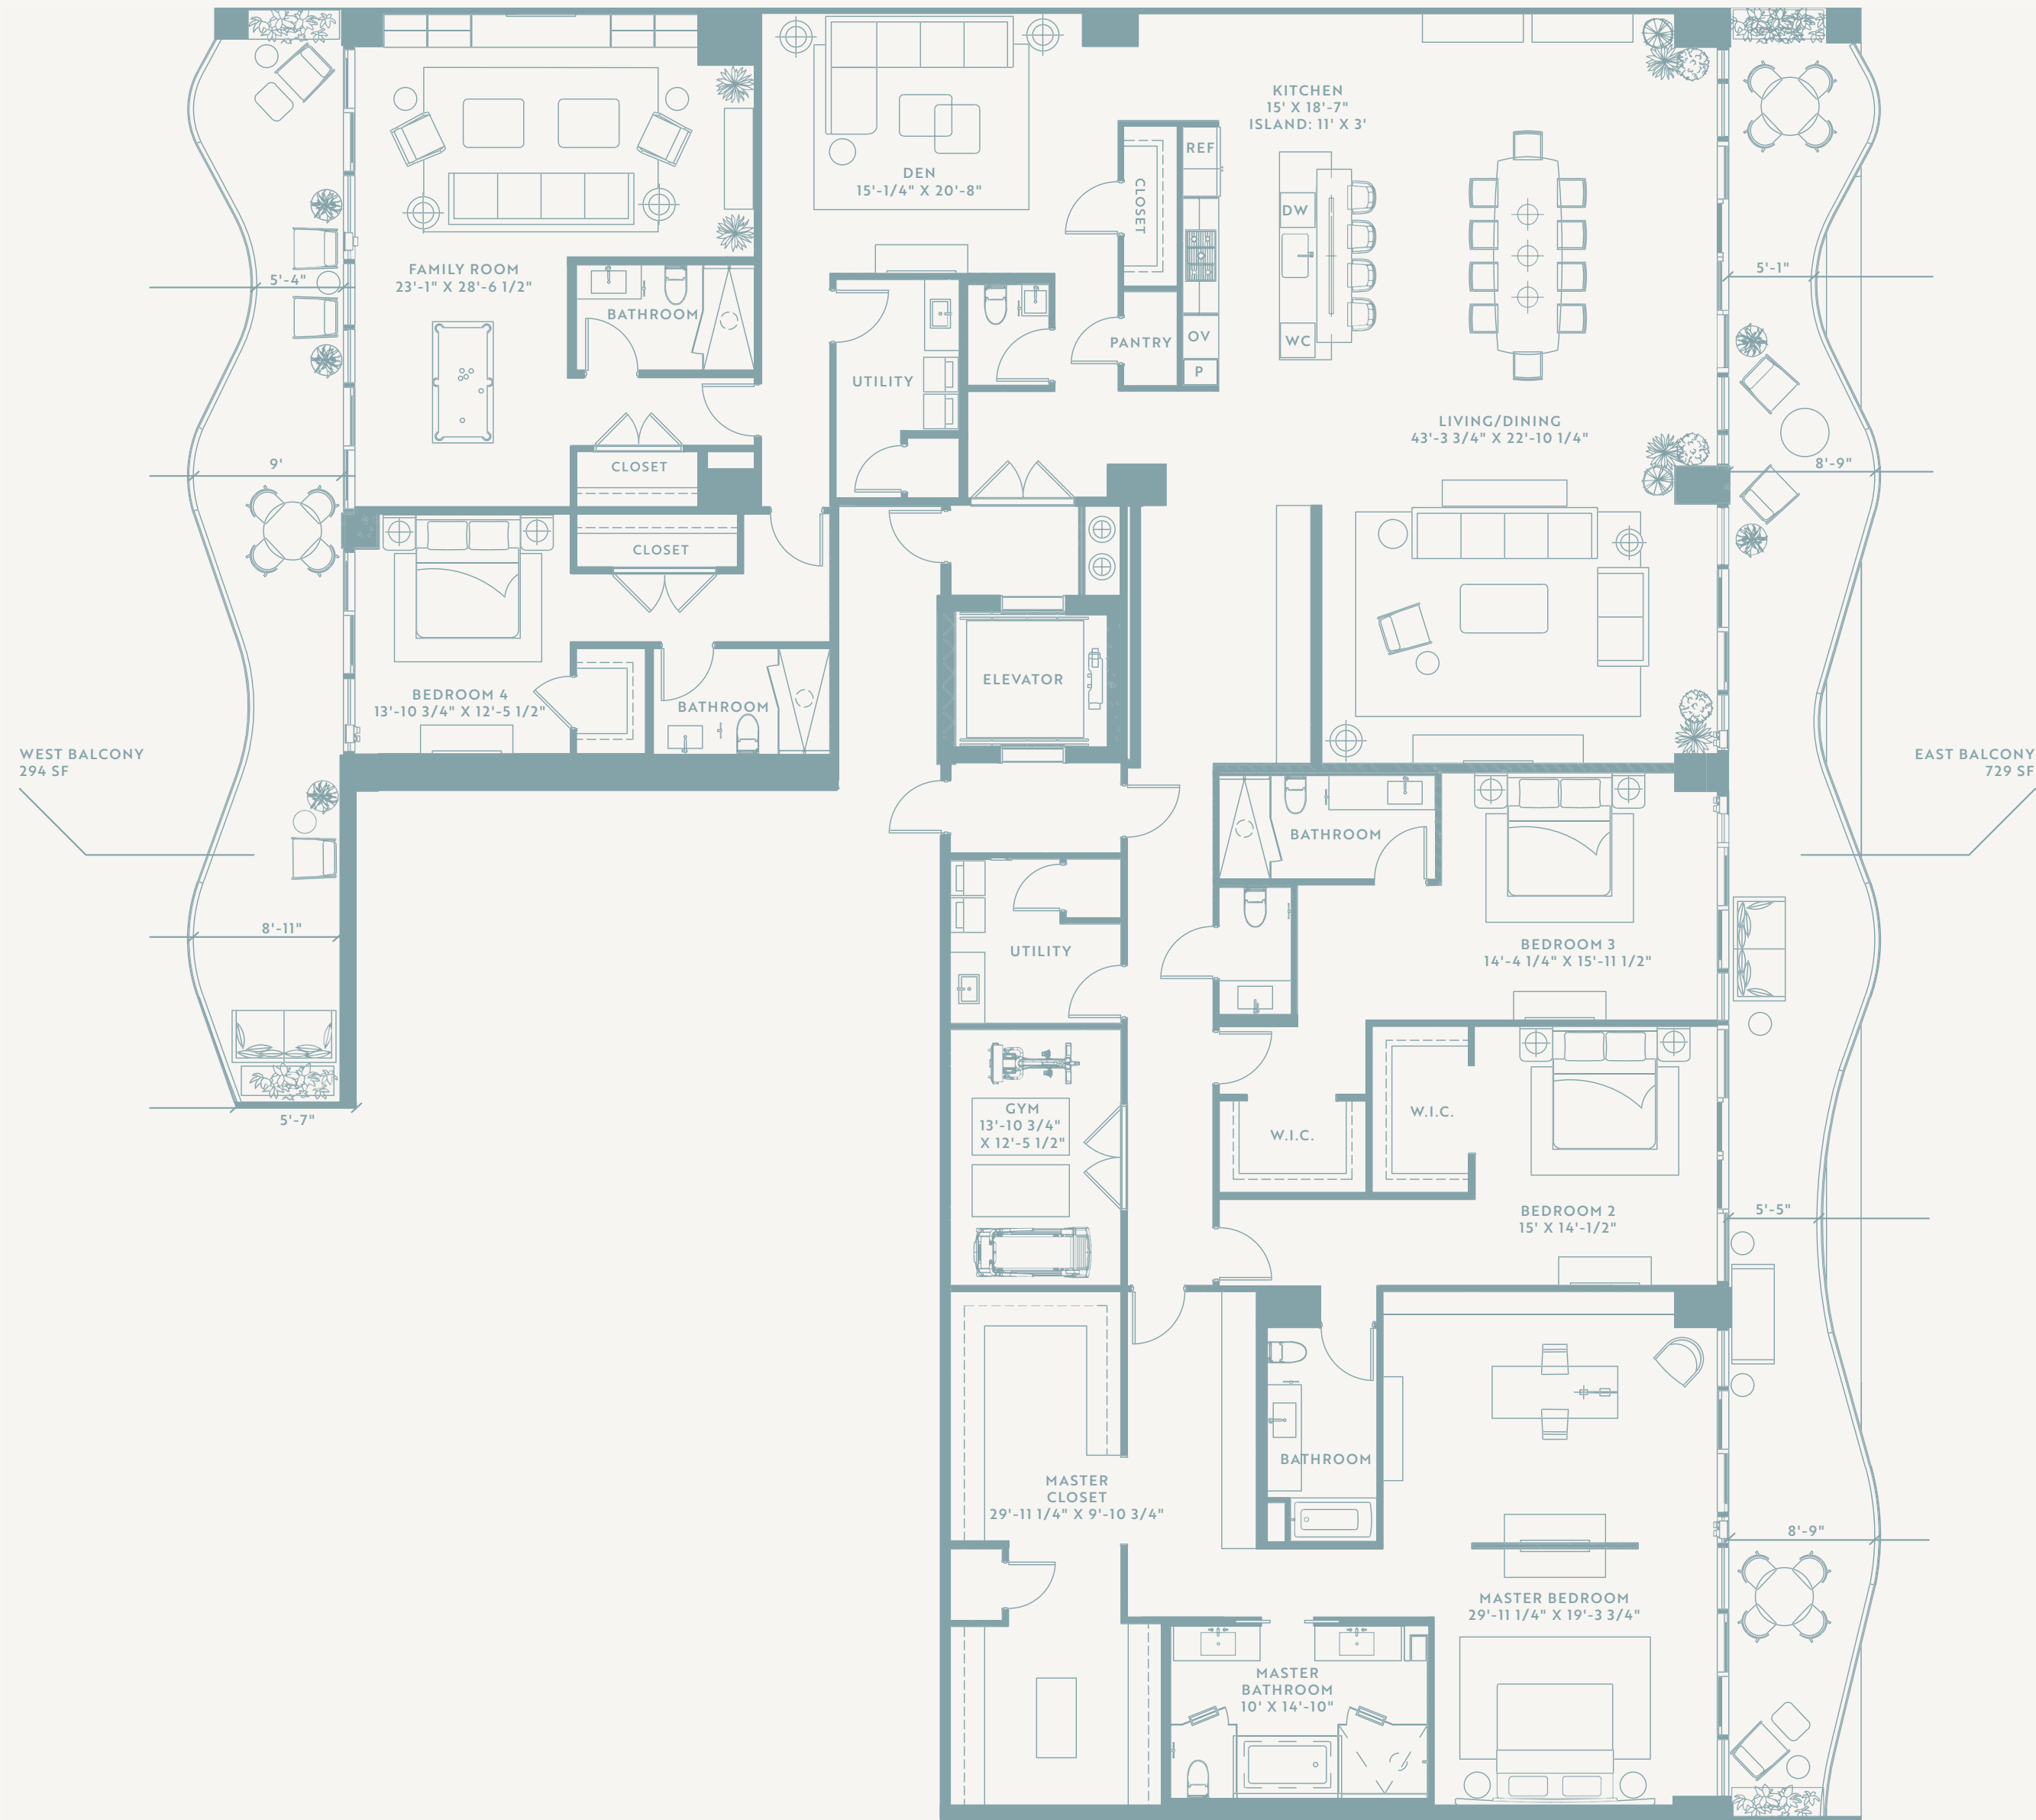 KITCHEN
15' X 18'-7"
ISLAND: 11' X 3'
REF
DEN
15'-1/4" X 20'-8"
CLOSET
DW
FAMILY ROOM
23'-1" X 28'-6 1/2"
5'-4"
5'-1"
BATHROOM
PANTRY
OV
WC
P
UTILITY
LIVING/DINING
43'-3 3/4" X 22'-10 1/4"
9'
CLOSET
8'-9"
CLOSET
ELEVATOR
BEDROOM 4
13'-10 3/4" X 12'-5 1/2"
BATHROOM
WEST BALCONY
294 SF
EAST BALCONY
729 SF
BATHROOM
8'-11"
UTILITY
BEDROOM 3
14'-4 1/4" X 15'-11 1/2"
5'-7"
GYM
13'-10 3/4"
X 12'-5 1/2"
W.I.C.
W.I.C.
BEDROOM 2
15' X 14'-1/2"
5'-5"
BATHROOM
MASTER
CLOSET
29'-11 1/4" X 9'-10 3/4"
8'-9"
MASTER BEDROOM
29'-11 1/4" X 19'-3 3/4"
MASTER
BATHROOM
10' X 14'-10"